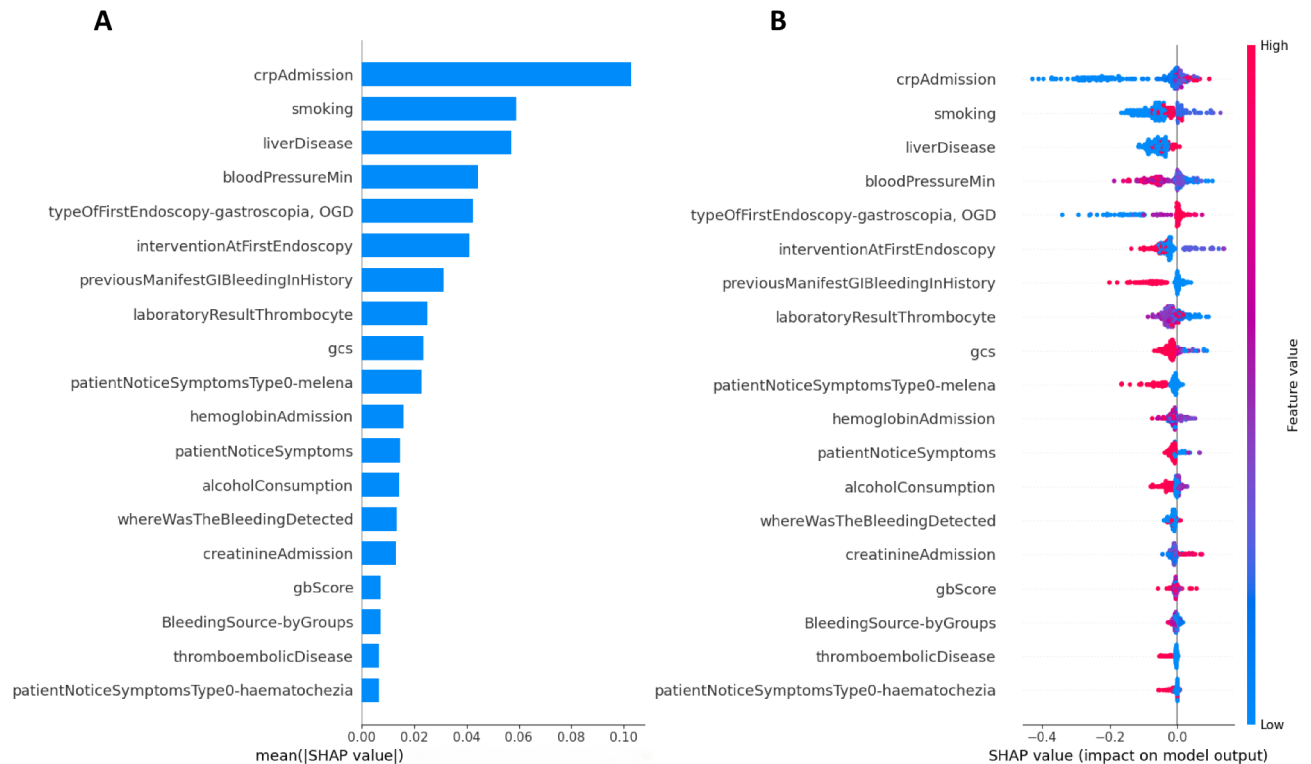 A
crpAdmission
smoking
liverDisease
bloodPressureMin
typeOfFirstEndoscopy-gastroscopia, OGD
interventionAtFirstEndoscopy
previousManifestGIBleedingInHistory
laboratoryResultThrombocyte
gcs
patientNoticeSymptomsType0-melena
hemoglobinAdmission
patientNoticeSymptoms
alcoholConsumption
whereWasTheBleedingDetected
creatinineAdmission
gbScore
BleedingSource-byGroups
thromboembolicDisease
patientNoticeSymptomsType0-haematochezia
0.00 0.02 0.04 0.06 0.08 0.10
mean(|SHAP value|)
B
crpAdmission
smoking
liverDisease
bloodPressureMin
typeOfFirstEndoscopy-gastroscopia, OGD
interventionAtFirstEndoscopy
previousManifestGIBleedingInHistory
laboratoryResultThrombocyte
gcs
patientNoticeSymptomsType0-melena
hemoglobinAdmission
patientNoticeSymptoms
alcoholConsumption
whereWasTheBleedingDetected
creatinineAdmission
gbScore
BleedingSource-byGroups
thromboembolicDisease
patientNoticeSymptomsType0-haematochezia
−0.4 −0.2 0.0
SHAP value (impact on model output)
High
Feature value
Low